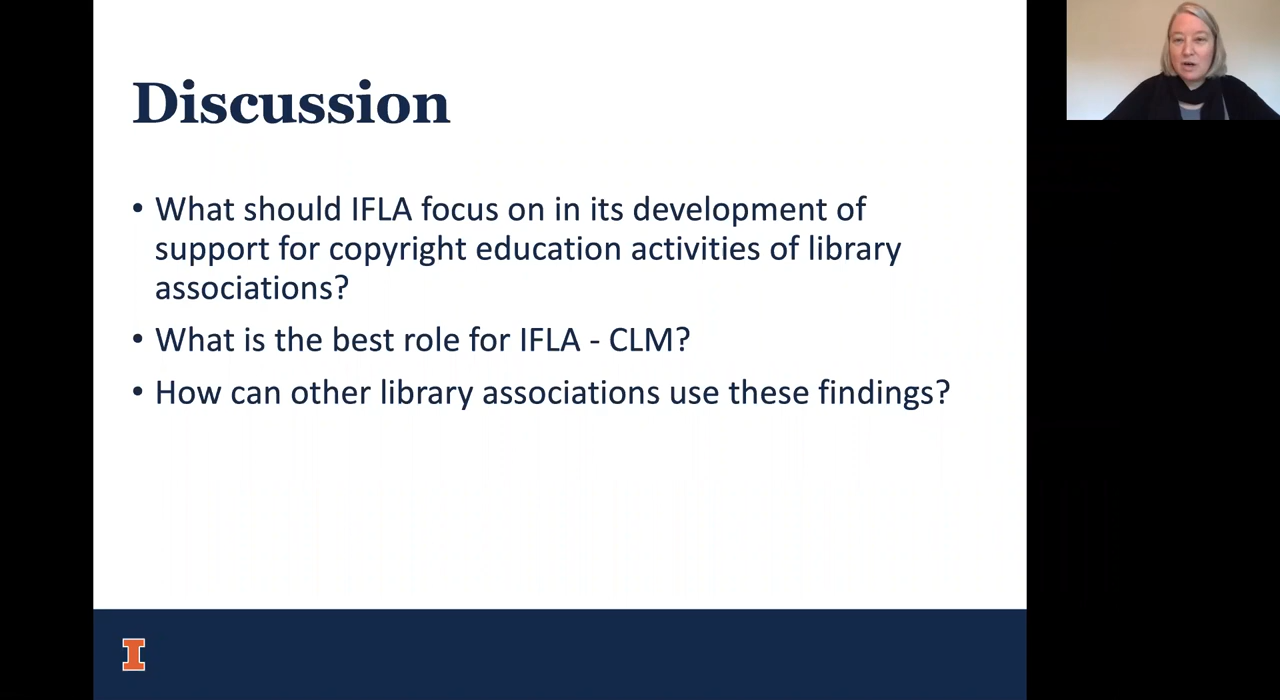 Discussion
• What should IFLA focus on in its development of
support for copyright education activities of library
associations?
• What is the best role for IFLA - CLM?
• How can other library associations use these findings?
I